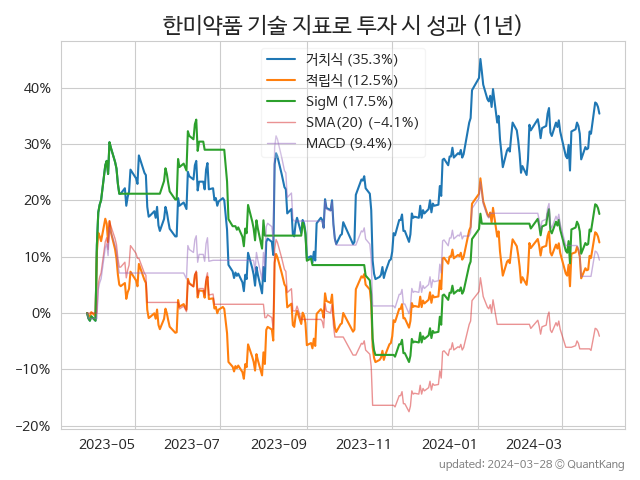 한미약품 기술 지표로 투자 시 성과 (1년)
거치식 (35.3%)
적립식 (12.5%)
SigM (17.5%)
SMA(20) (−4.1%)
MACD (9.4%)
40%
30%
20%
10%
0%
−10%
−20%
2023-05 2023-07 2023-09 2023-11 2024-01 2024-03
updated: 2024-03-28 © QuantKang